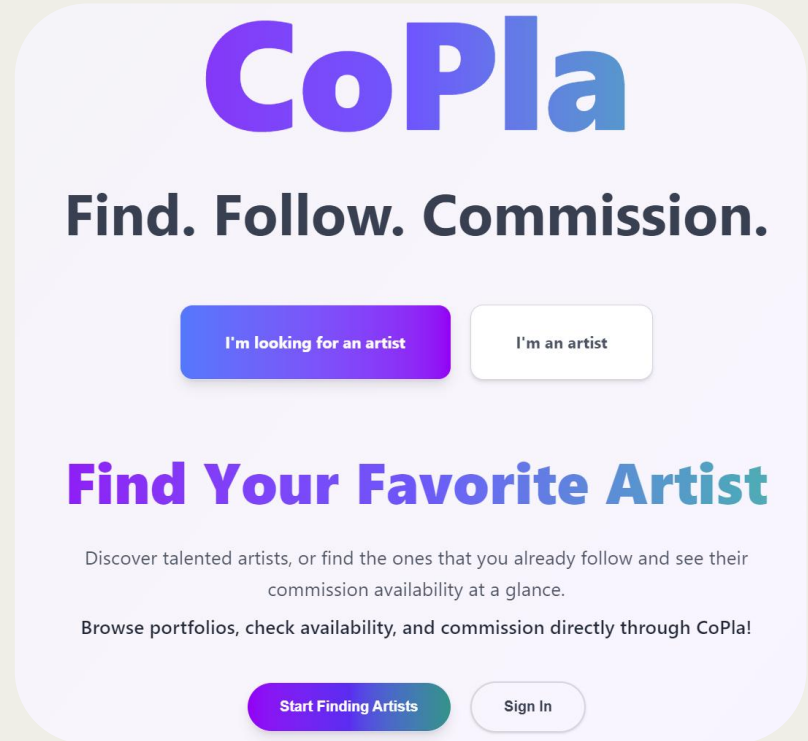 CoPla
Find. Follow. Commission.
I'm looking for an artist
I'm an artist
Find Your Favorite Artist
Discover talented artists, or find the ones that you already follow and see their
commission availability at a glance.
Browse portfolios, check availability, and commission directly through CoPla!
Start Finding Artists
Sign In